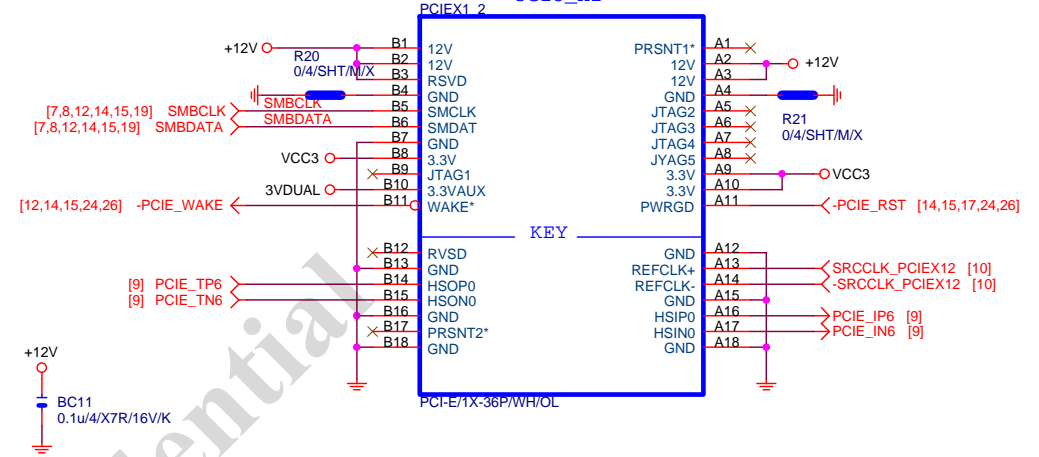 PCIEX1_2
+12V
R20
0/4/SHT/M/X
B1 12V
B2 12V
B3 RSVD
B4 GND
B5 SMCLK
B6 SMDAT
B7 GND
B8 3.3V
B9 JTAG1
B10 3.3VAUX
B11 WAKE*
[7,8,12,14,15,19] SMBCLK SMBCLK
[7,8,12,14,15,19] SMBDATA SMBDATA
VCC3
3VDUAL
[12,14,15,24,26] -PCIE_WAKE
PRSNT1* A1
12V A2
12V A3
GND A4
JTAG2 A5
JTAG3 A6
JTAG4 A7
JYAG5 A8
3.3V A9
3.3V A10
PWRGD A11
+12V
R21
0/4/SHT/M/X
VCC3
-PCIE_RST [14,15,17,24,26]
KEY
B12 RVSD
B13 GND
B14 HSOP0
B15 HSON0
B16 GND
B17 PRSNT2*
B18 GND
[9] PCIE_TP6
[9] PCIE_TN6
GND A12
REFCLK+ A13
REFCLK- A14
GND A15
HSIP0 A16
HSIN0 A17
GND A18
SRCCLK_PCIEX12 [10]
-SRCCLK_PCIEX12 [10]
PCIE_IP6 [9]
PCIE_IN6 [9]
PCI-E/1X-36P/WH/OL
+12V
BC11
0.1u/4/X7R/16V/K